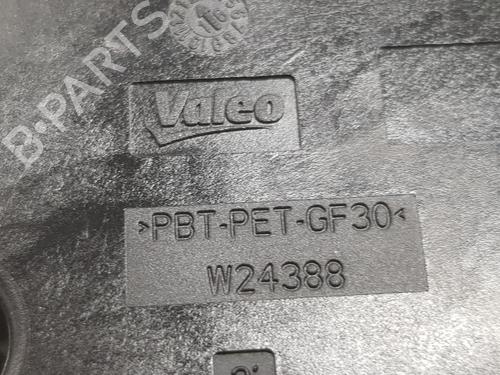 B-PARTS
Valeo
>PBT-PET-GF30<
W24388